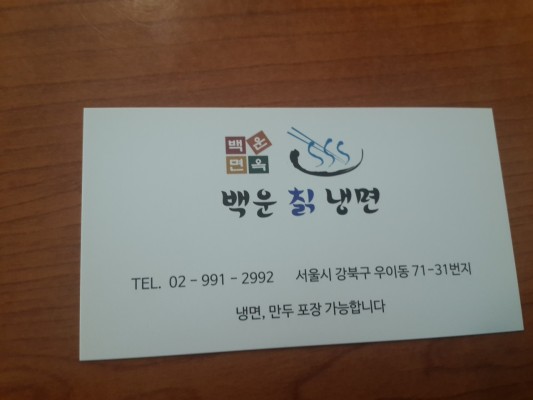 백운
면옥
백운 칡 냉면
TEL. 02 - 991 - 2992 서울시 강북구 우이동 71-31번지
냉면, 만두 포장 가능합니다